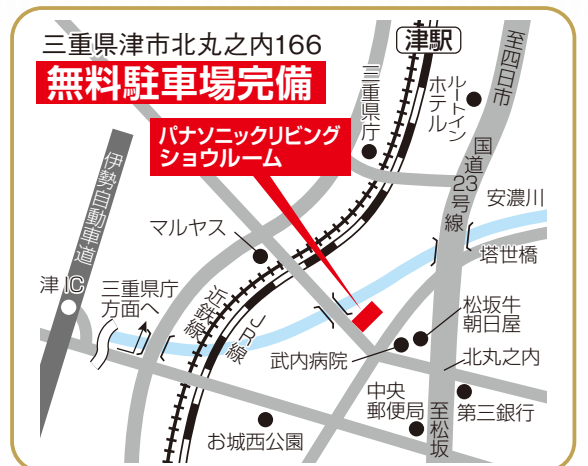 三重県津市北丸之内166
無料駐車場完備
パナソニックリビング
ショウルーム
津駅
至四日市
ルートイン
ホテル
三重県庁
国道23号線
安濃川
塔世橋
伊勢自動車道
マルヤス
津IC
三重県庁
方面へ
近鉄線
JR線
松坂牛
朝日屋
武内病院
北丸之内
中央
郵便局
至松坂
第三銀行
お城西公園